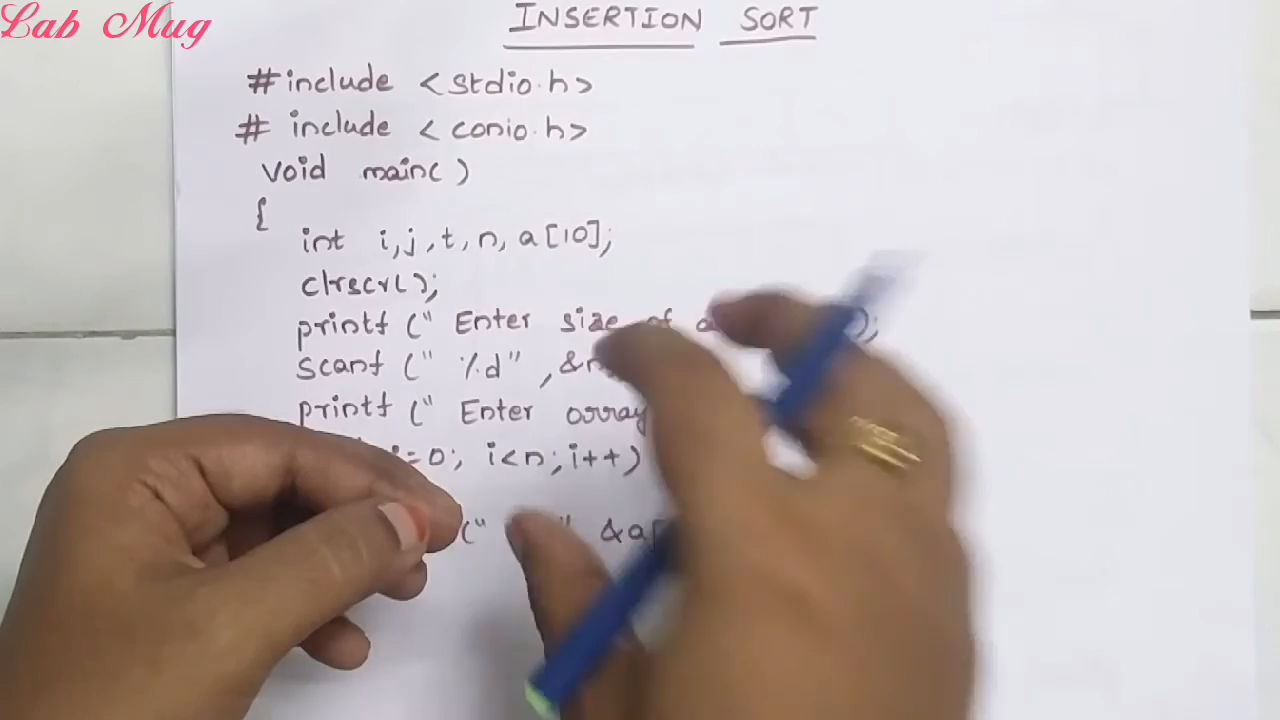 Lab Mug
INSERTION SORT
#include <stdio.h>
# include <conio.h>
void main()
{
int i,j,t,n,a[10];
clrscr();
printf (" Enter size of );
scanf (" %d" ,&n
printf (" Enter array
i=0; i<n;i++)
(" " &a[